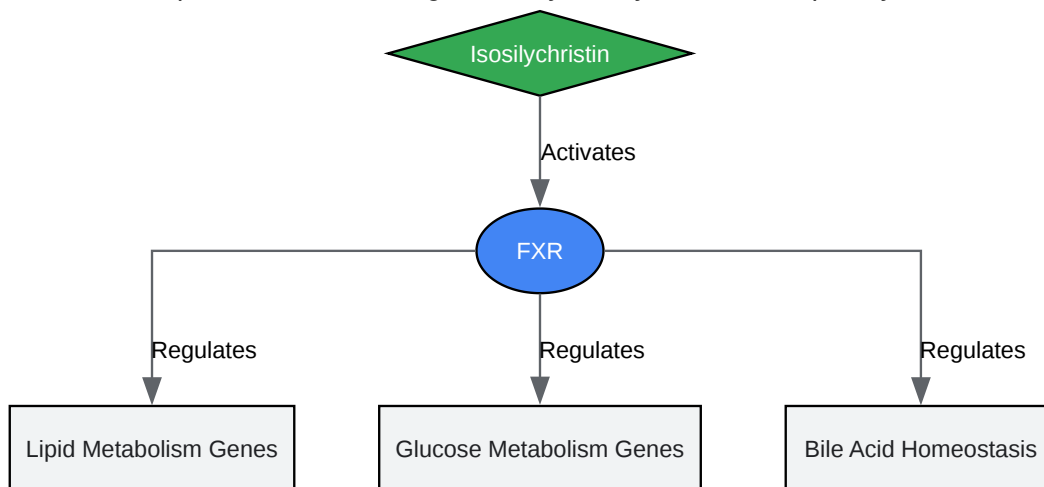 Isosilychristin
Activates
FXR
Regulates Regulates Regulates
Lipid Metabolism Genes Glucose Metabolism Genes Bile Acid Homeostasis